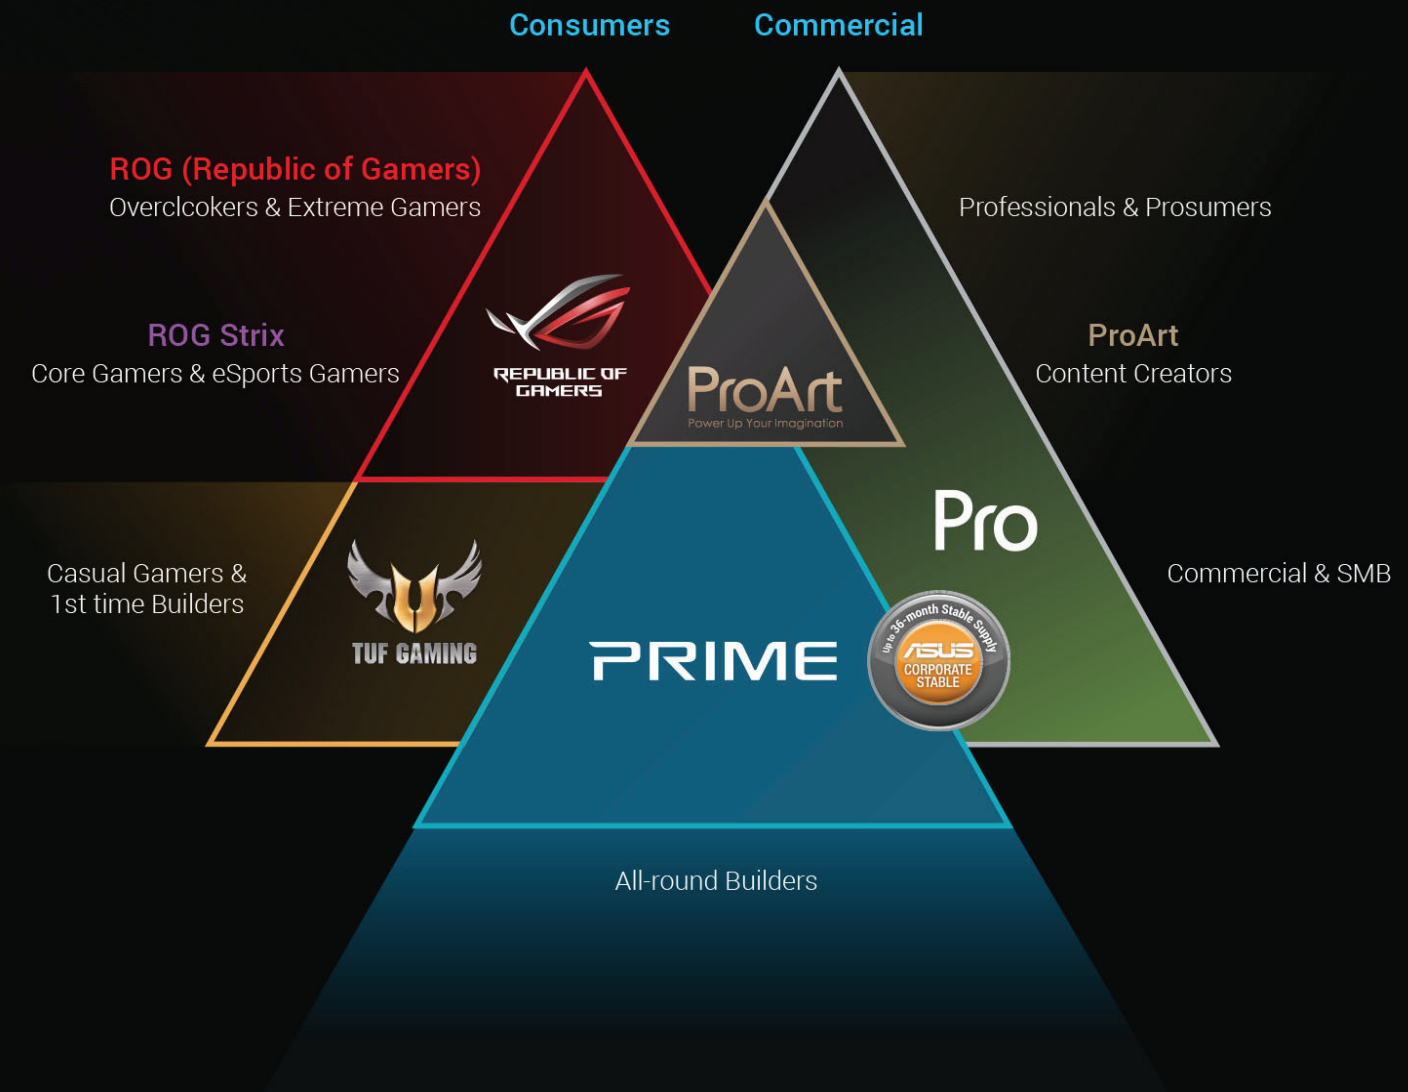 Consumers
Commercial
ROG (Republic of Gamers)
Overclcokers & Extreme Gamers
Professionals & Prosumers
ROG Strix
Core Gamers & eSports Gamers
REPUBLIC OF
GAMERS
ProArt
Power Up Your Imagination
ProArt
Content Creators
Pro
Casual Gamers &
1st time Builders
TUF GAMING
PRIME
Up to 36-month Stable Supply
ASUS
CORPORATE
STABLE
Commercial & SMB
All-round Builders